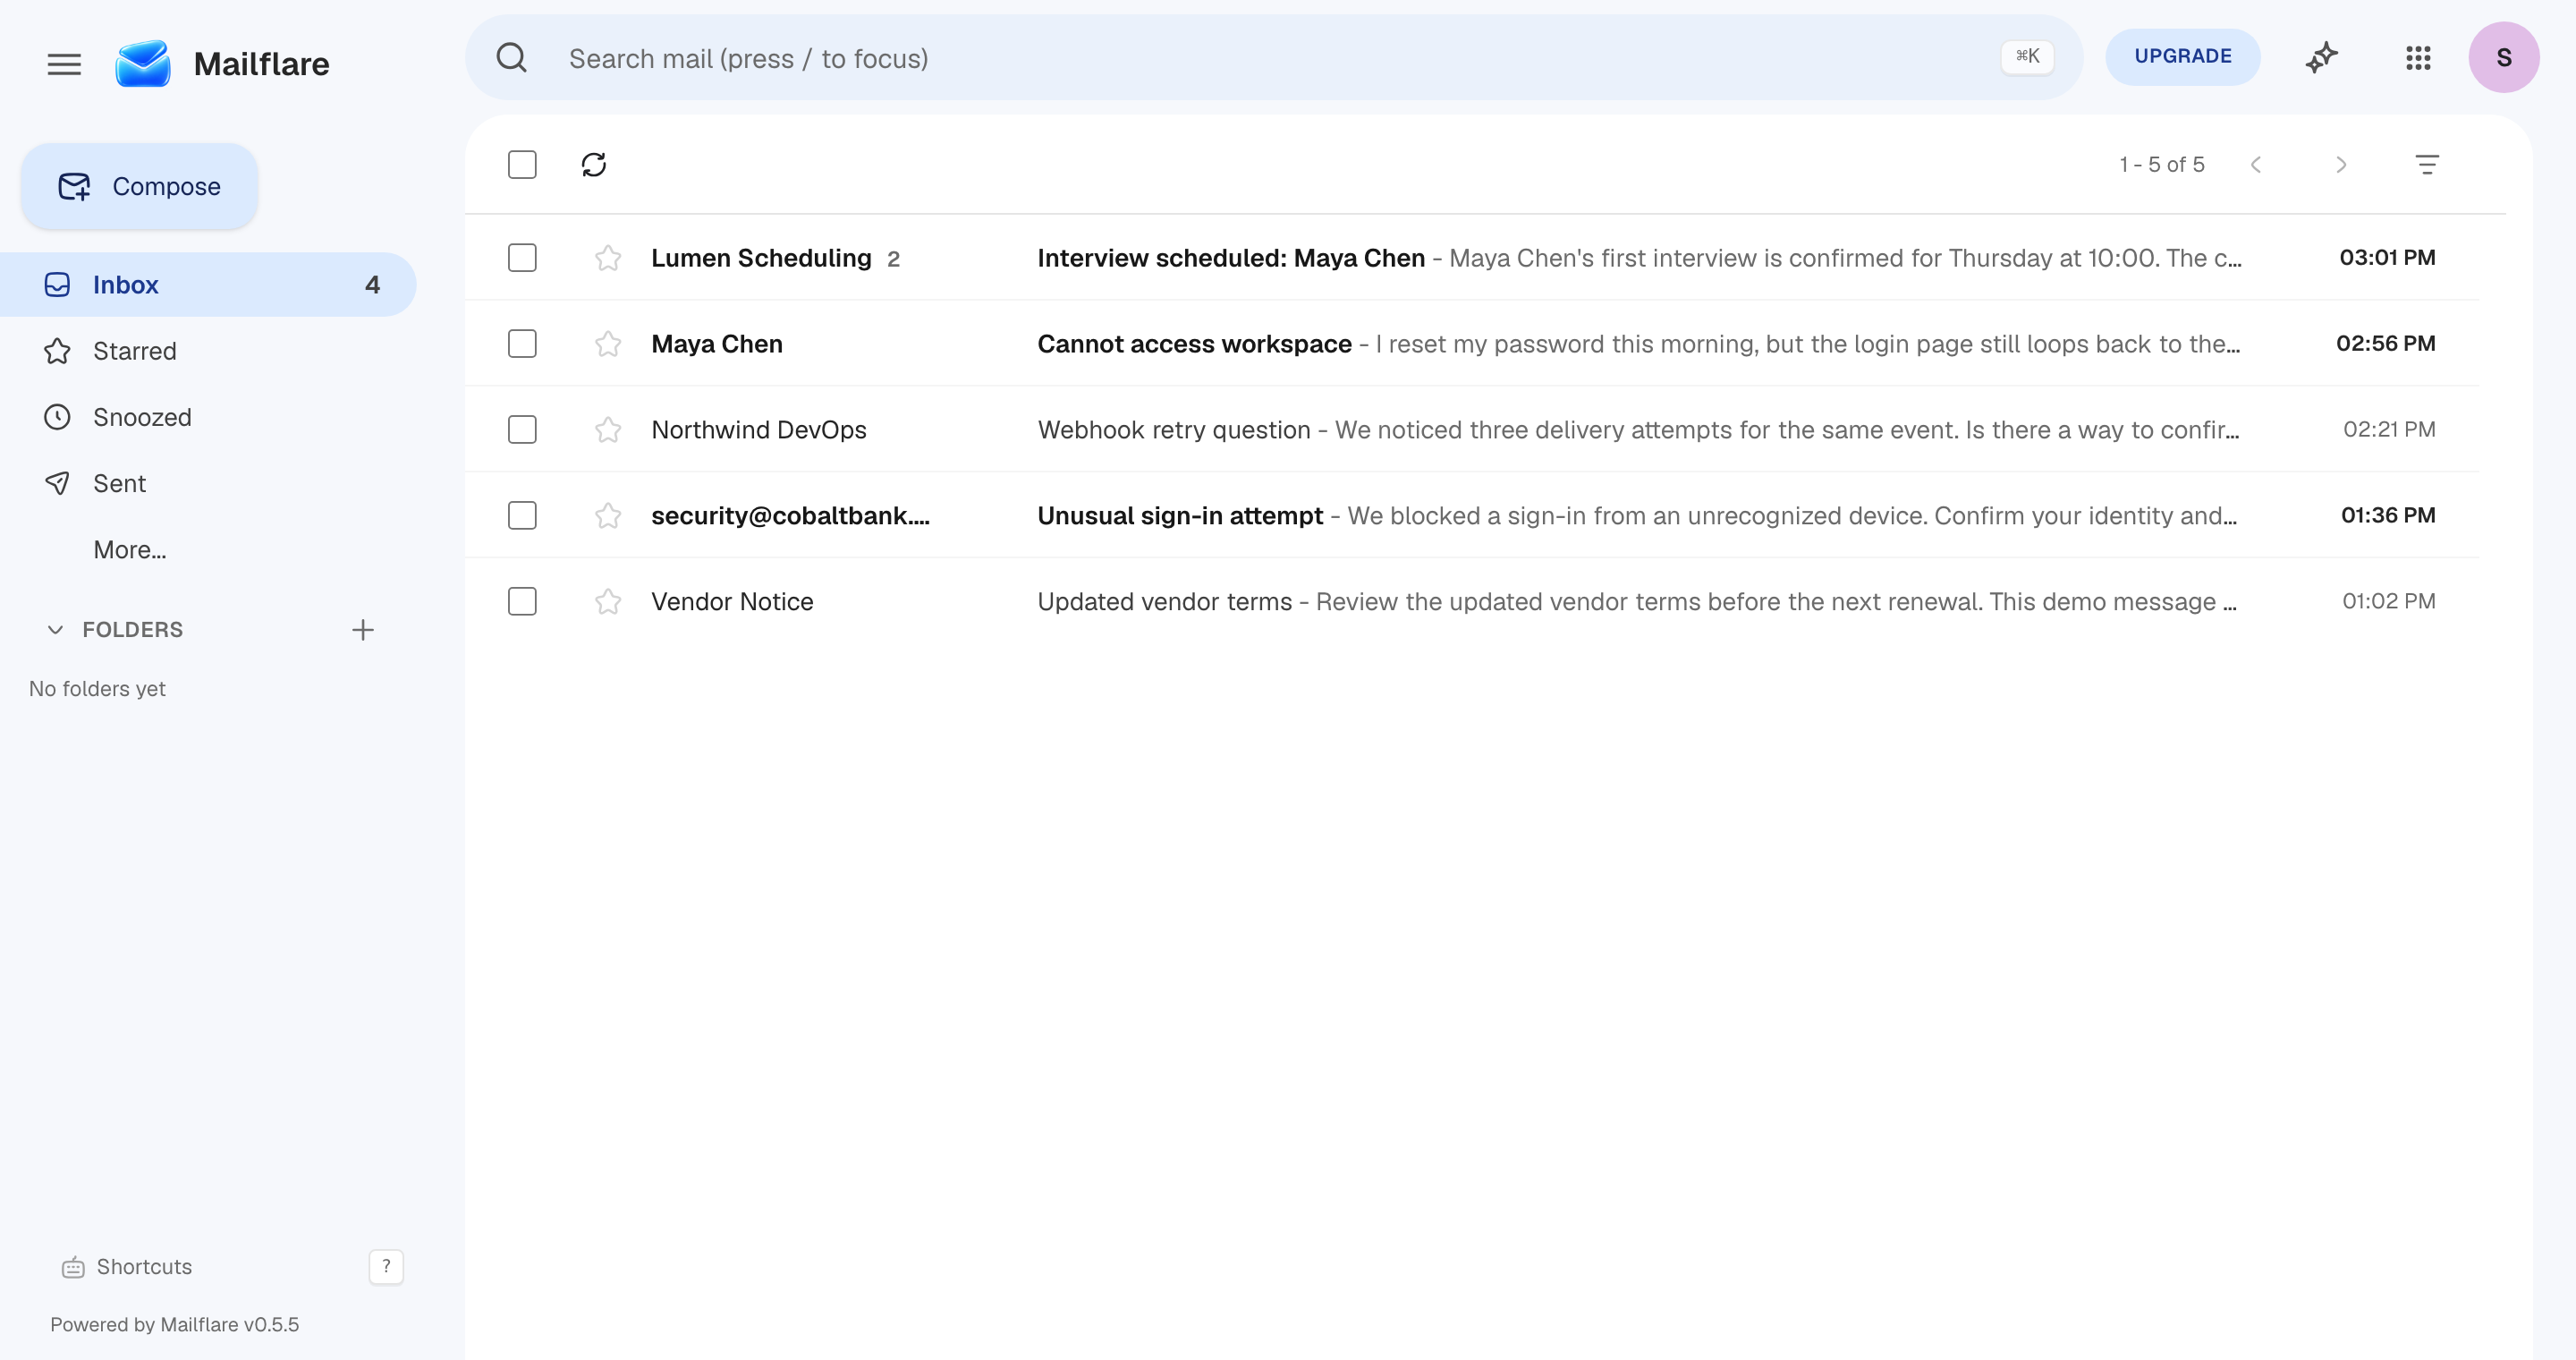 Mailflare
Search mail (press / to focus)
⌘K
UPGRADE
S
Compose
1 - 5 of 5
Inbox 4
Starred
Snoozed
Sent
More...
FOLDERS
No folders yet
Lumen Scheduling 2 Interview scheduled: Maya Chen - Maya Chen's first interview is confirmed for Thursday at 10:00. The c... 03:01 PM
Maya Chen Cannot access workspace - I reset my password this morning, but the login page still loops back to the... 02:56 PM
Northwind DevOps Webhook retry question - We noticed three delivery attempts for the same event. Is there a way to confir... 02:21 PM
security@cobaltbank.... Unusual sign-in attempt - We blocked a sign-in from an unrecognized device. Confirm your identity and... 01:36 PM
Vendor Notice Updated vendor terms - Review the updated vendor terms before the next renewal. This demo message ... 01:02 PM
Shortcuts ?
Powered by Mailflare v0.5.5